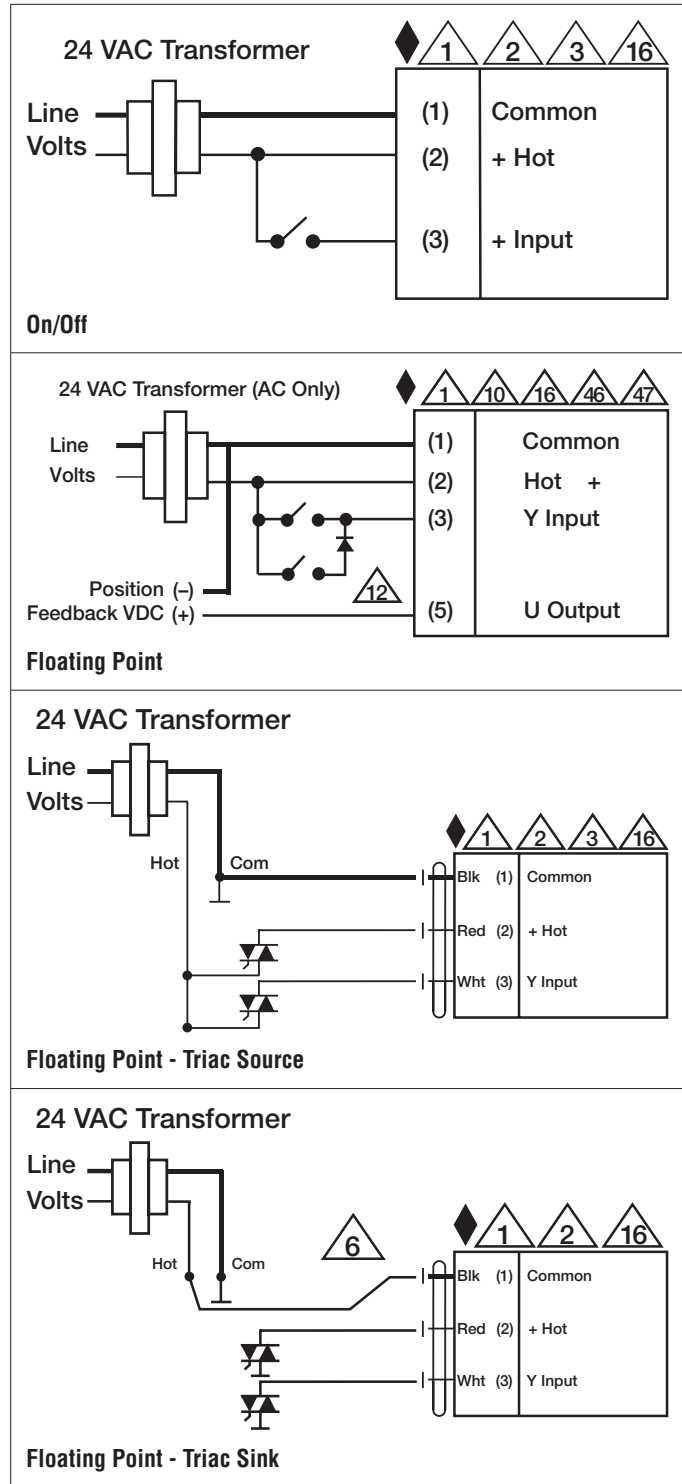 24 VAC Transformer
1 2 3 16
Line
Volts
(1) Common
(2) + Hot
(3) + Input
On/Off
24 VAC Transformer (AC Only)
1 10 16 46 47
Line
Volts
(1) Common
(2) Hot +
(3) Y Input
12
Position (–)
Feedback VDC (+)
(5) U Output
Floating Point
24 VAC Transformer
Line
Volts
1 2 3 16
Hot Com
Blk (1) Common
Red (2) + Hot
Wht (3) Y Input
Floating Point - Triac Source
24 VAC Transformer
Line
Volts
1 2 16
6
Hot Com
Blk (1) Common
Red (2) + Hot
Wht (3) Y Input
Floating Point - Triac Sink